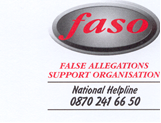 faso
FALSE ALLEGATIONS
SUPPORT ORGANISATION
National Helpline
0870 241 66 50